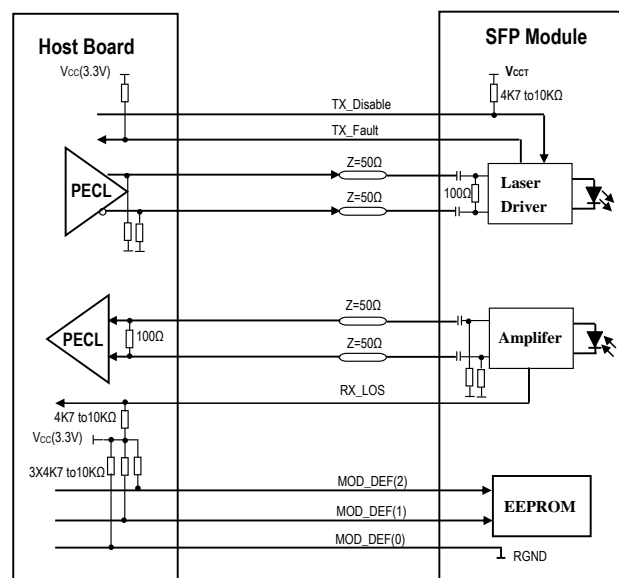 Host Board
SFP Module
VCC(3.3V)
VCCT
4K7 to10KΩ
TX_Disable
TX_Fault
Z=50Ω
PECL
Z=50Ω
100Ω
Laser
Driver
Z=50Ω
PECL
100Ω
Z=50Ω
Amplifer
RX_LOS
4K7 to10KΩ
VCC(3.3V)
3X4K7 to10KΩ
MOD_DEF(2)
MOD_DEF(1)
EEPROM
MOD_DEF(0)
RGND